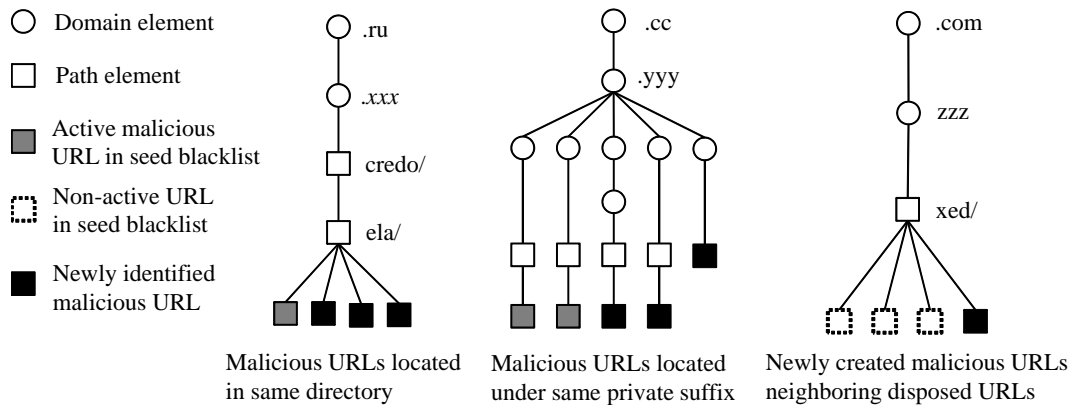 Domain element
Path element
Active malicious
URL in seed blacklist
Non-active URL
in seed blacklist
Newly identified
malicious URL
.ru
.xxx
credo/
ela/
Malicious URLs located
in same directory
.cc
.yyy
Malicious URLs located
under same private suffix
.com
zzz
xed/
Newly created malicious URLs
neighboring disposed URLs